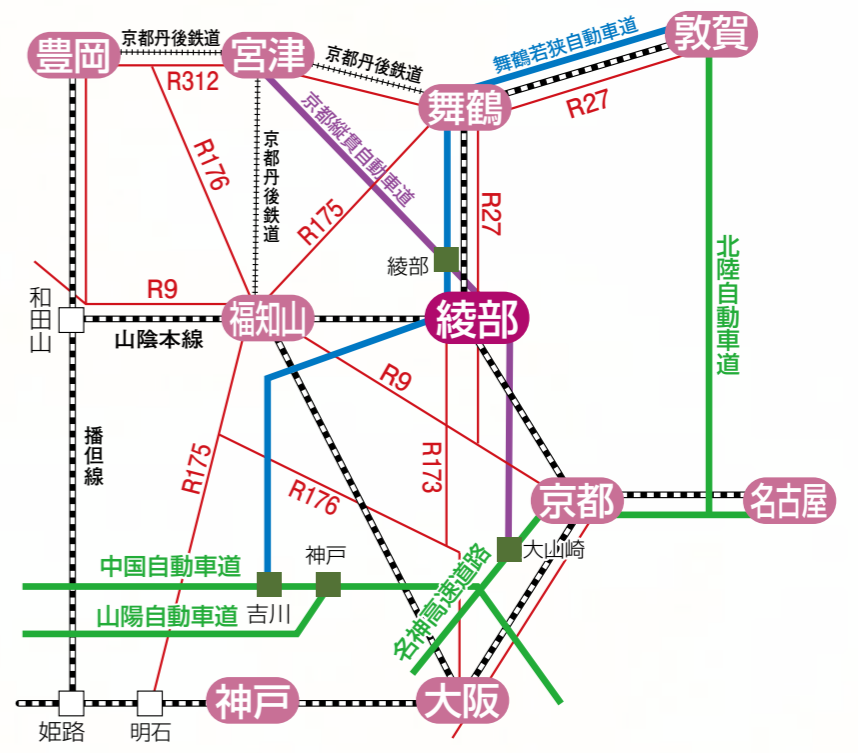 京都丹後鉄道
豊岡
宮津
敦賀
舞鶴若狭自動車道
京都丹後鉄道
R312
舞鶴
R27
京都縦貫自動車道
京都丹後鉄道
R176
R175
R27
綾部
北陸自動車道
和田山
R9
福知山
綾部
山陰本線
R9
播但線
R173
R175
R176
京都
名古屋
大山崎
神戸
中国自動車道
名神高速道路
山陽自動車道
吉川
神戸
大阪
姫路
明石